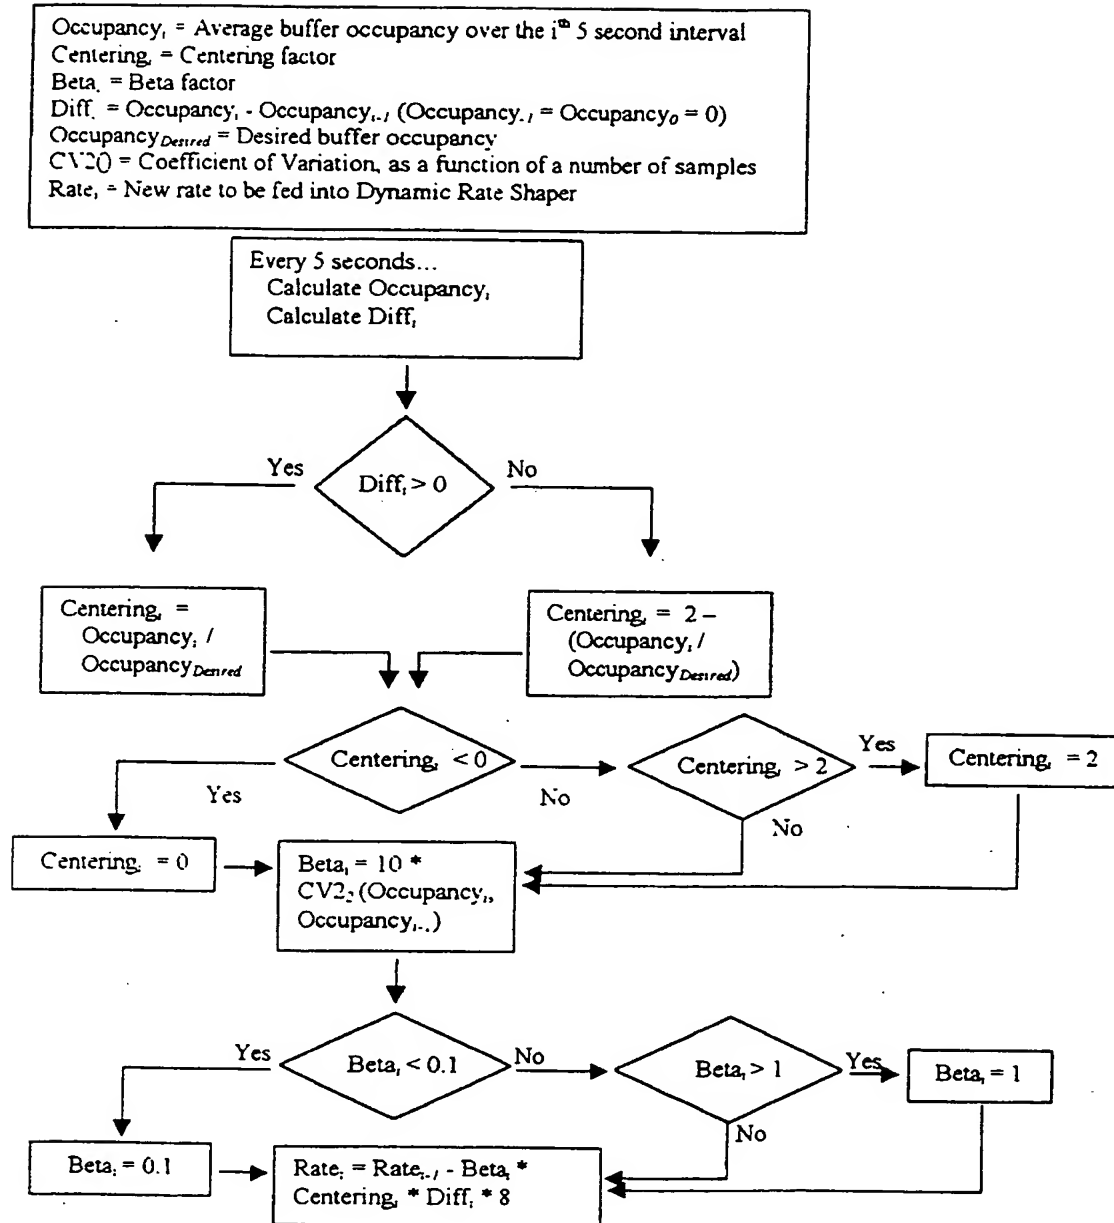 Occupancyᵢ = Average buffer occupancy over the iᵗʰ 5 second interval
Centeringᵢ = Centering factor
Betaᵢ = Beta factor
Diffᵢ = Occupancyᵢ - Occupancyᵢ₋₁ (Occupancy₋₁ = Occupancy₀ = 0)
Occupancy_Desired = Desired buffer occupancy
CV2() = Coefficient of Variation, as a function of a number of samples
Rateᵢ = New rate to be fed into Dynamic Rate Shaper
Every 5 seconds...
Calculate Occupancyᵢ
Calculate Diffᵢ
Yes
Diffᵢ > 0
No
Centeringᵢ =
Occupancyᵢ /
Occupancy_Desired
Centeringᵢ = 2 –
(Occupancyᵢ /
Occupancy_Desired)
Centeringᵢ < 0
Yes
No
Centeringᵢ > 2
Yes
No
Centeringᵢ = 2
Centeringᵢ = 0
Betaᵢ = 10 *
CV2 (Occupancyᵢ,
Occupancyᵢ₋₁)
Yes
Betaᵢ < 0.1
No
Betaᵢ > 1
Yes
No
Betaᵢ = 1
Betaᵢ = 0.1
Rateᵢ = Rateᵢ₋₁ - Betaᵢ *
Centeringᵢ * Diffᵢ * 8